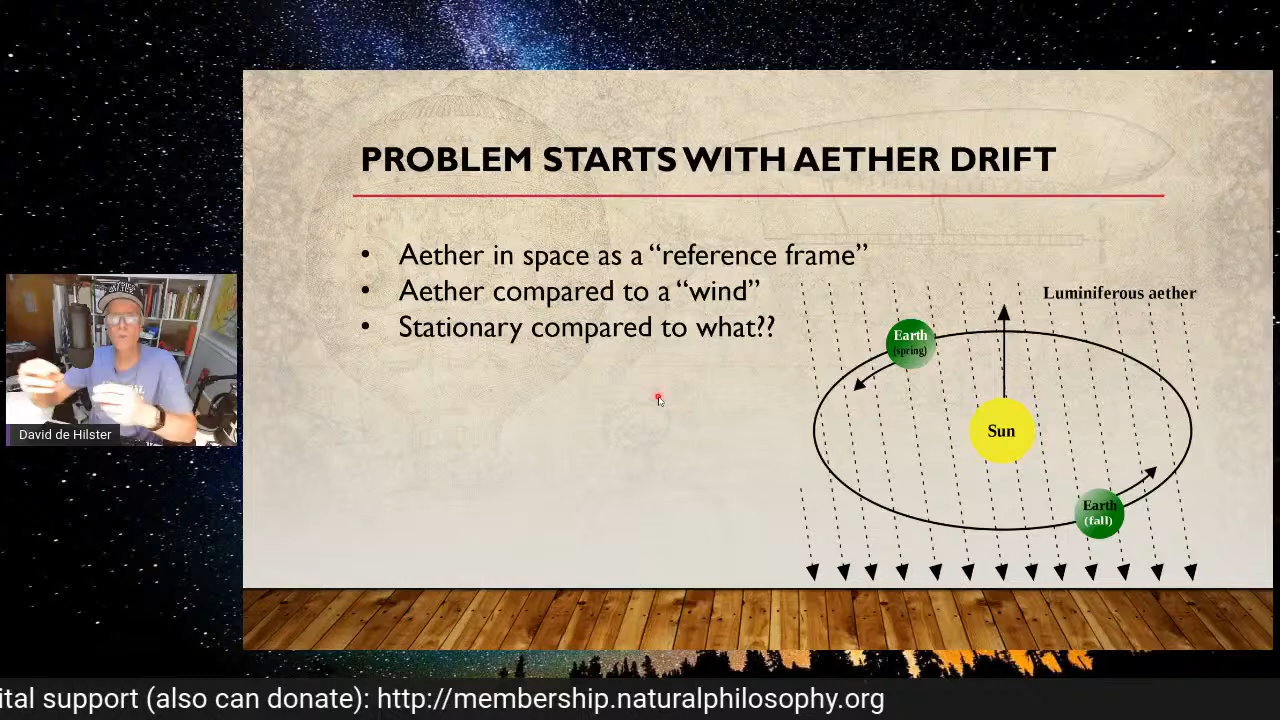 PROBLEM STARTS WITH AETHER DRIFT
• Aether in space as a “reference frame”
• Aether compared to a “wind”
• Stationary compared to what??
Luminiferous aether
Earth
(spring)
Sun
Earth
(fall)
David de Hilster
ital support (also can donate): http://membership.naturalphilosophy.org